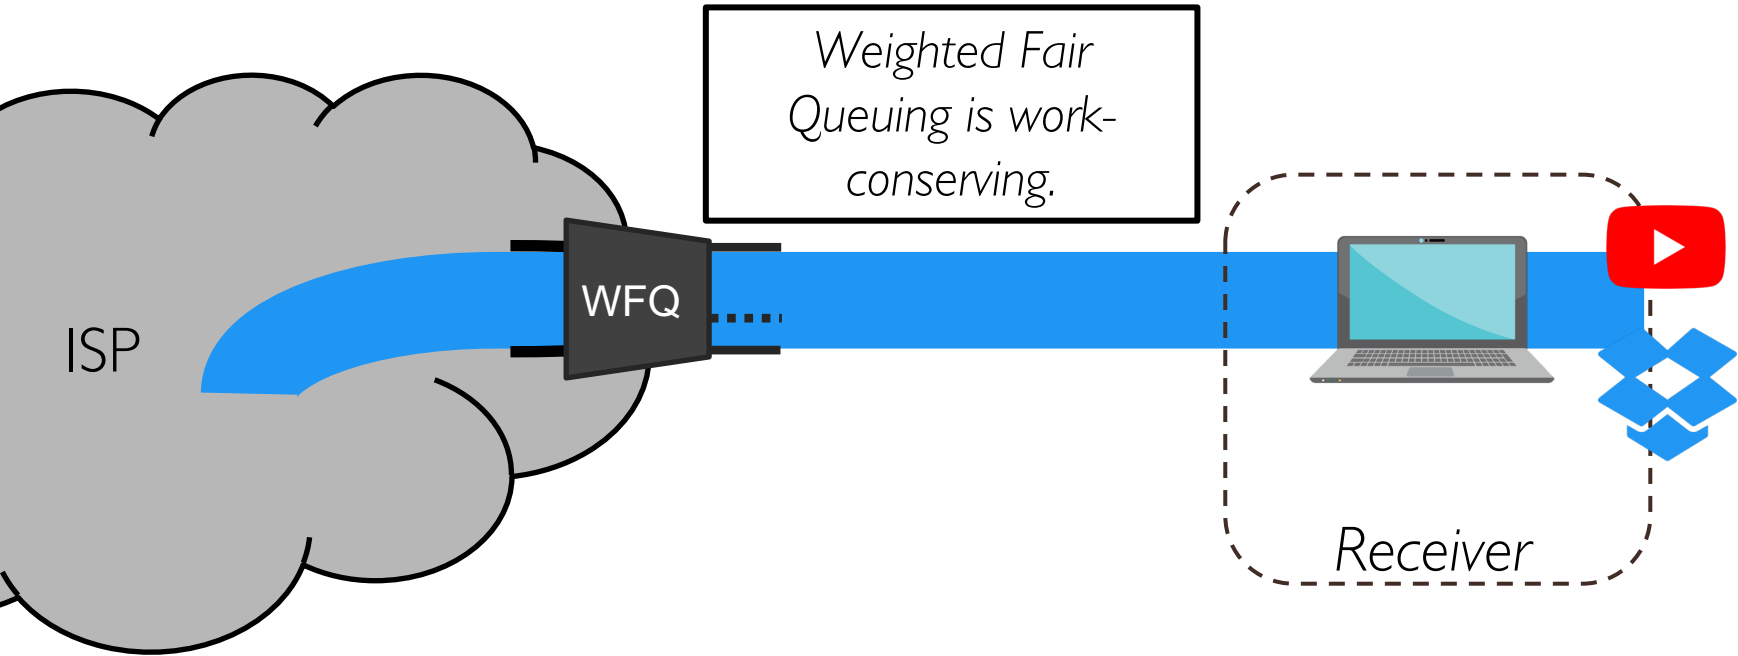 Weighted Fair
Queuing is work-
conserving.
WFQ
ISP
Receiver